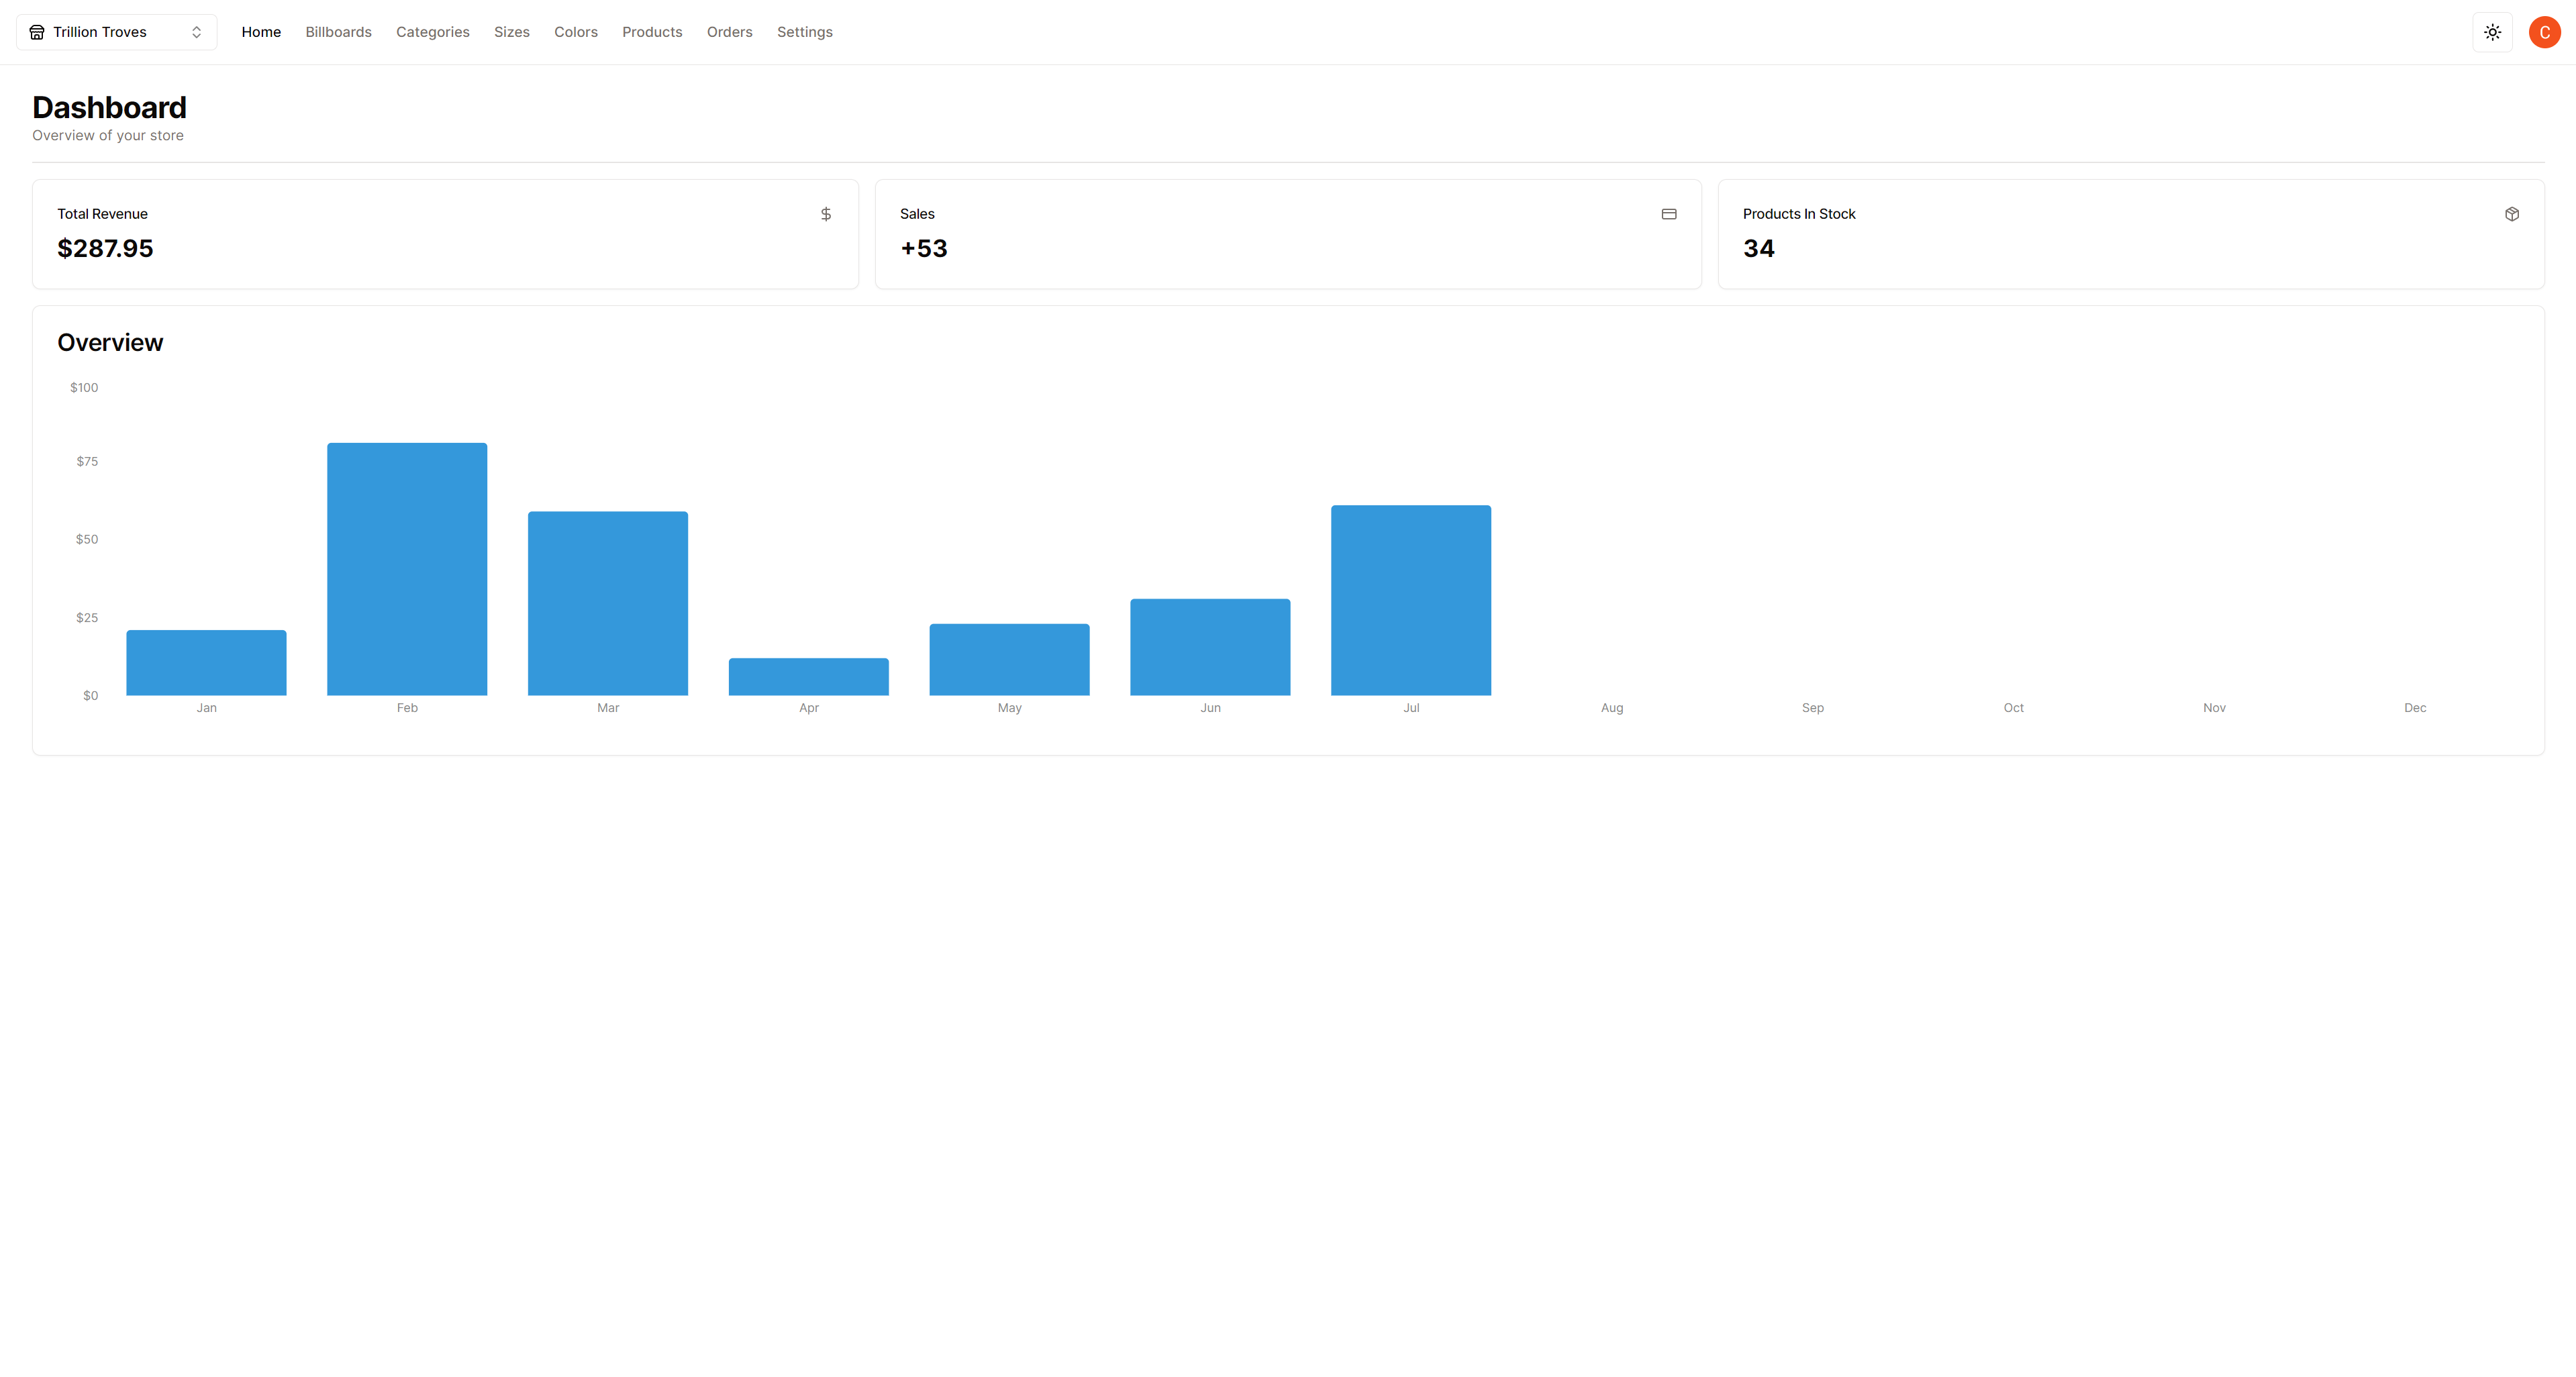 Trillion Troves Home Billboards Categories Sizes Colors Products Orders Settings C
Dashboard
Overview of your store
Total Revenue
$287.95
Sales
+53
Products In Stock
34
Overview
$100
$75
$50
$25
$0
Jan Feb Mar Apr May Jun Jul Aug Sep Oct Nov Dec